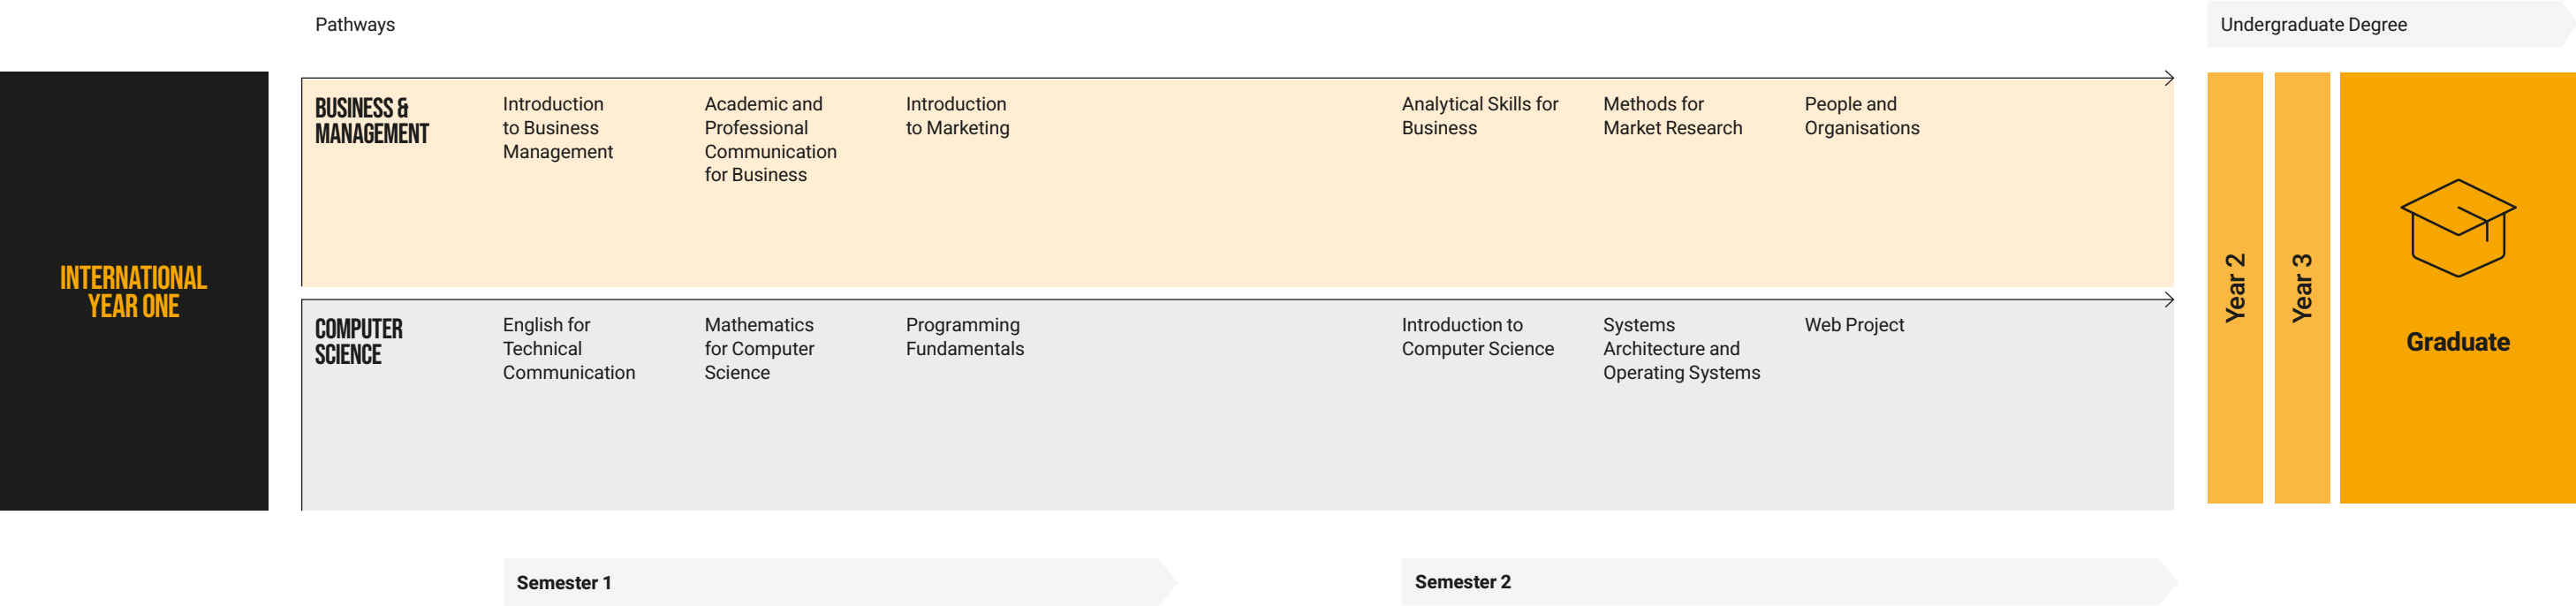 Pathways
Undergraduate Degree
INTERNATIONAL
YEAR ONE
BUSINESS &
MANAGEMENT
Introduction
to Business
Management
Academic and
Professional
Communication
for Business
Introduction
to Marketing
Analytical Skills for
Business
Methods for
Market Research
People and
Organisations
COMPUTER
SCIENCE
English for
Technical
Communication
Mathematics
for Computer
Science
Programming
Fundamentals
Introduction to
Computer Science
Systems
Architecture and
Operating Systems
Web Project
Year 2
Year 3
Graduate
Semester 1
Semester 2